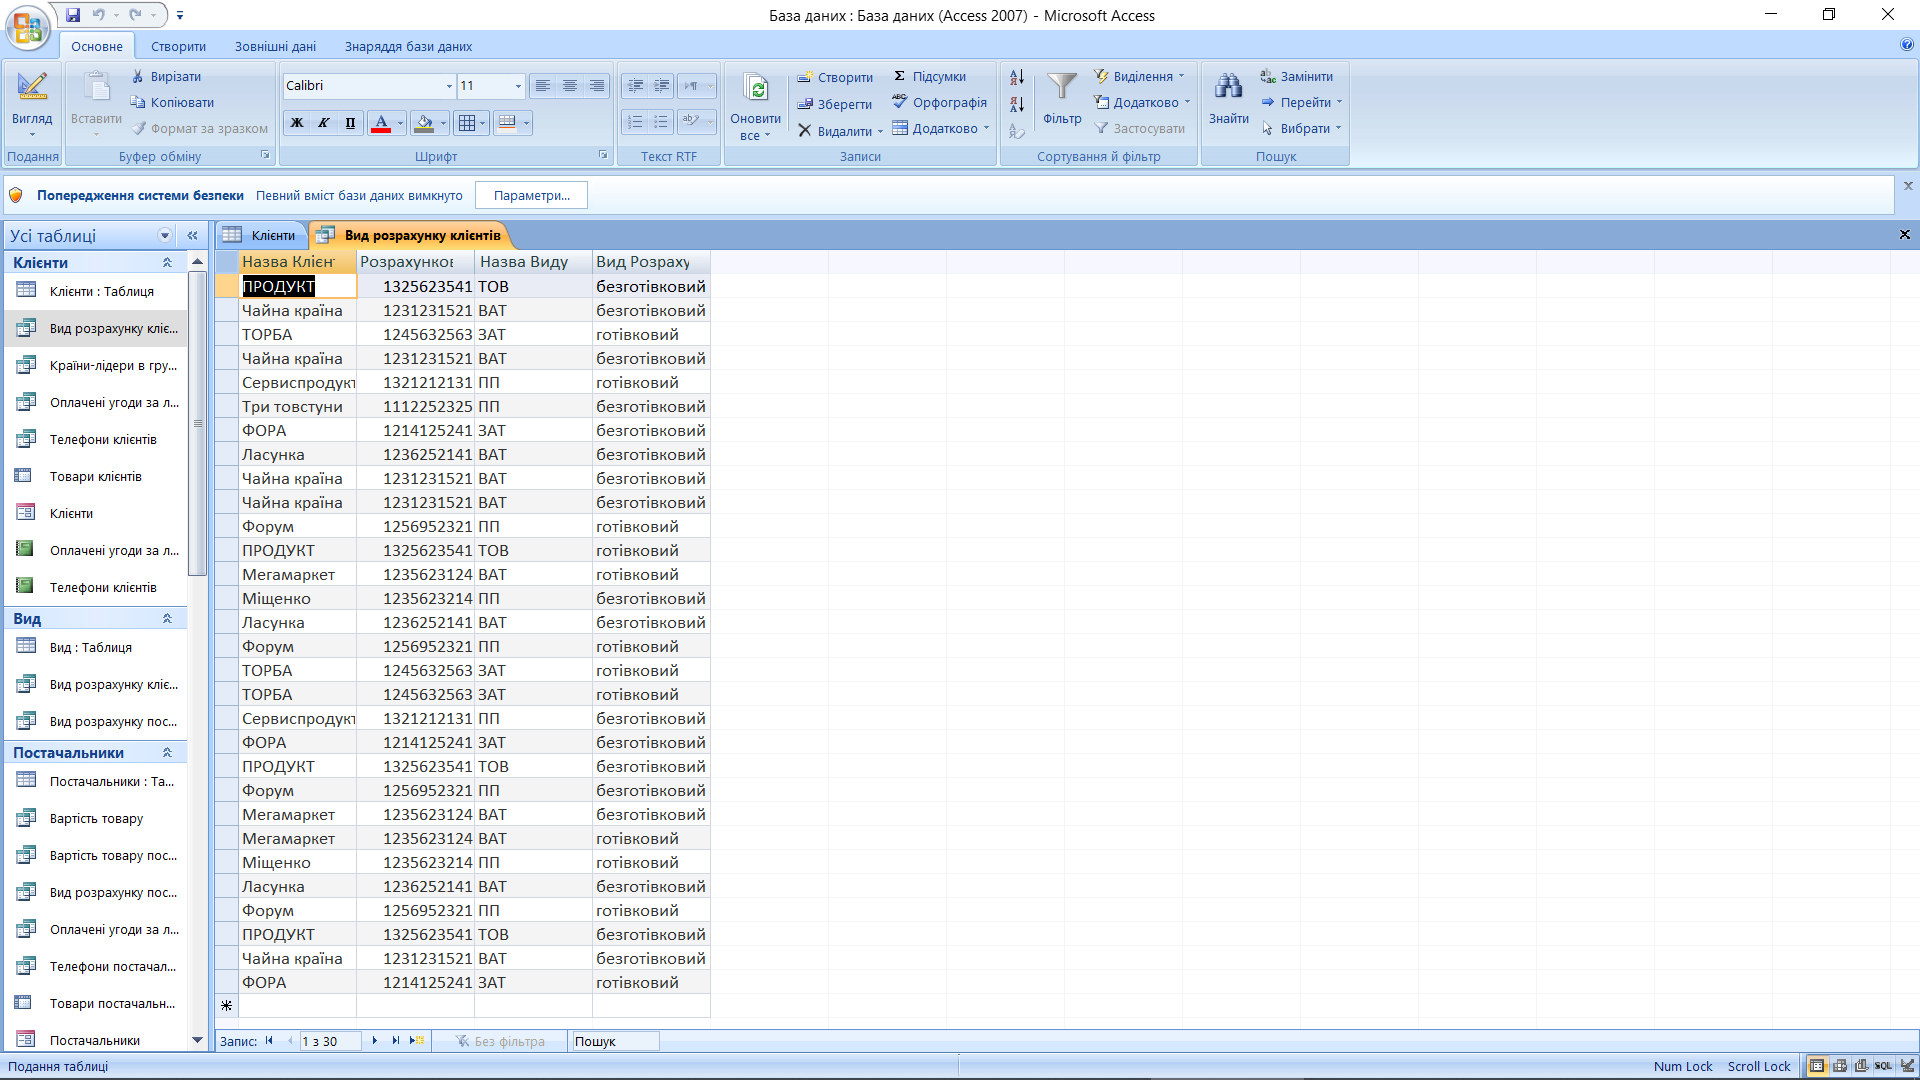 База даних : База даних (Access 2007) - Microsoft Access
Основне Створити Зовнішні дані Знаряддя бази даних
Вигляд
Подання
Вставити
Вирізати
Копіювати
Формат за зразком
Буфер обміну
Calibri 11
Ж К П А
Шрифт
Текст RTF
Оновити все
Створити
Зберегти
Видалити
Підсумки
Орфографія
Додатково
Записи
Фільтр
Виділення
Додатково
Застосувати
Сортування й фільтр
Знайти
Замінити
Перейти
Вибрати
Пошук
Попередження системи безпеки Певний вміст бази даних вимкнуто Параметри...
Усі таблиці
Клієнти
Клієнти : Таблиця
Вид розрахунку кліє...
Країни-лідери в гру...
Оплачені угоди за л...
Телефони клієнтів
Товари клієнтів
Клієнти
Оплачені угоди за л...
Телефони клієнтів
Вид
Вид : Таблиця
Вид розрахунку кліє...
Вид розрахунку пос...
Постачальники
Постачальники : Та...
Вартість товару
Вартість товару пос...
Вид розрахунку пос...
Оплачені угоди за л...
Телефони постачал...
Товари постачальн...
Постачальники
Клієнти Вид розрахунку клієнтів
Назва Клієн Розрахунков Назва Виду Вид Розраху
ПРОДУКТ 1325623541 ТОВ безготівковий
Чайна країна 1231231521 ВАТ безготівковий
ТОРБА 1245632563 ЗАТ готівковий
Чайна країна 1231231521 ВАТ безготівковий
Сервиспродукт 1321212131 ПП готівковий
Три товстуни 1112252325 ПП безготівковий
ФОРА 1214125241 ЗАТ безготівковий
Ласунка 1236252141 ВАТ безготівковий
Чайна країна 1231231521 ВАТ безготівковий
Чайна країна 1231231521 ВАТ безготівковий
Форум 1256952321 ПП готівковий
ПРОДУКТ 1325623541 ТОВ готівковий
Мегамаркет 1235623124 ВАТ готівковий
Міщенко 1235623214 ПП безготівковий
Ласунка 1236252141 ВАТ безготівковий
Форум 1256952321 ПП готівковий
ТОРБА 1245632563 ЗАТ готівковий
ТОРБА 1245632563 ЗАТ готівковий
Сервиспродукт 1321212131 ПП безготівковий
ФОРА 1214125241 ЗАТ безготівковий
ПРОДУКТ 1325623541 ТОВ безготівковий
Форум 1256952321 ПП безготівковий
Мегамаркет 1235623124 ВАТ безготівковий
Мегамаркет 1235623124 ВАТ готівковий
Міщенко 1235623214 ПП готівковий
Ласунка 1236252141 ВАТ безготівковий
Форум 1256952321 ПП готівковий
ПРОДУКТ 1325623541 ТОВ безготівковий
Чайна країна 1231231521 ВАТ безготівковий
ФОРА 1214125241 ЗАТ готівковий
Запис: 1 з 30 Без фільтра Пошук
Подання таблиці Num Lock Scroll Lock SQL